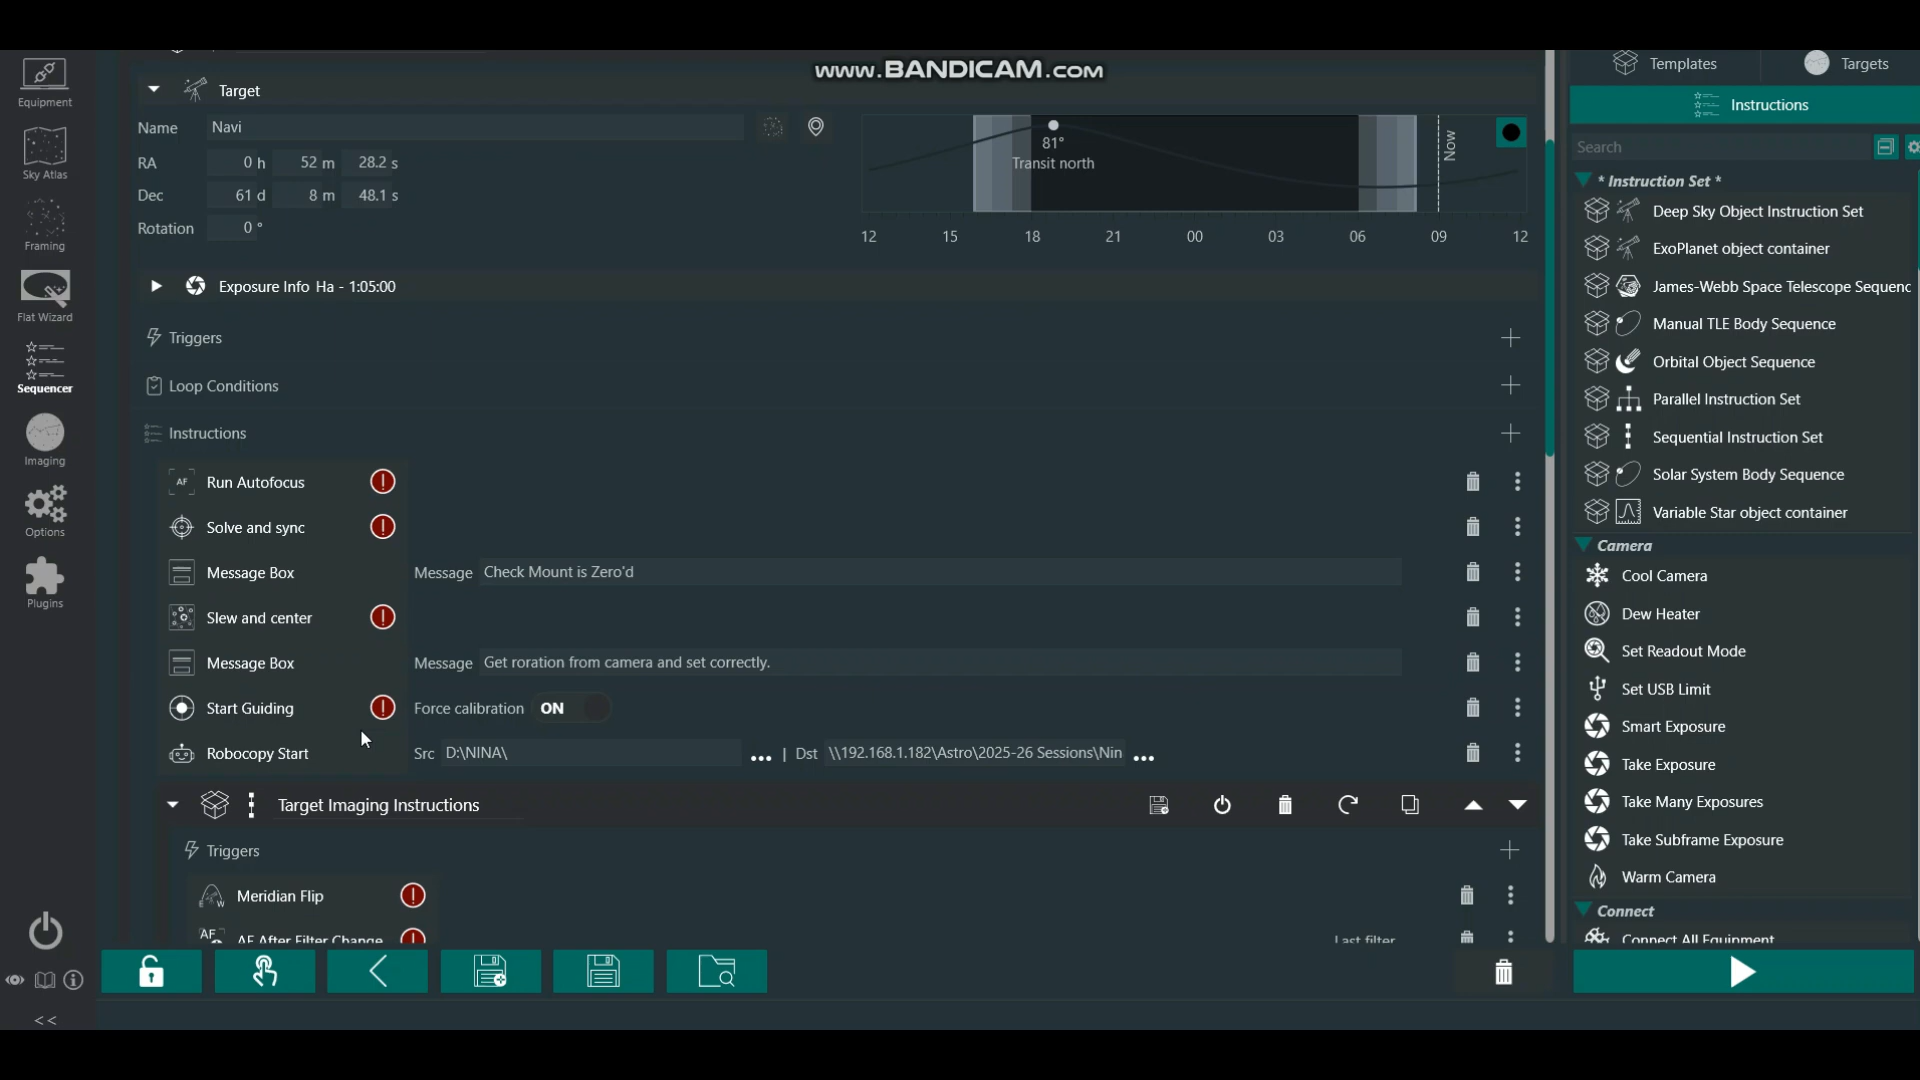 www.BANDICAM.com
Equipment
Sky Atlas
Framing
Flat Wizard
Sequencer
Imaging
Options
Plugins
<<
Target
Name Navi
RA 0 h 52 m 28.2 s
Dec 61 d 8 m 48.1 s
Rotation 0 °
81°
Transit north
Now
12 15 18 21 00 03 06 09 12
Exposure Info Ha - 1:05:00
Triggers
Loop Conditions
Instructions
AF Run Autofocus
Solve and sync
Message Box Message Check Mount is Zero'd
Slew and center
Message Box Message Get roration from camera and set correctly.
Start Guiding Force calibration ON
Robocopy Start Src D:\NINA\ ... | Dst \\192.168.1.182\Astro\2025-26 Sessions\Nin ...
Target Imaging Instructions
Triggers
Meridian Flip
AF AF After Filter Change Last filter
Templates Targets
Instructions
Search
* Instruction Set *
Deep Sky Object Instruction Set
ExoPlanet object container
James-Webb Space Telescope Sequenc
Manual TLE Body Sequence
Orbital Object Sequence
Parallel Instruction Set
Sequential Instruction Set
Solar System Body Sequence
Variable Star object container
Camera
Cool Camera
Dew Heater
Set Readout Mode
Set USB Limit
Smart Exposure
Take Exposure
Take Many Exposures
Take Subframe Exposure
Warm Camera
Connect
Connect All Equipment